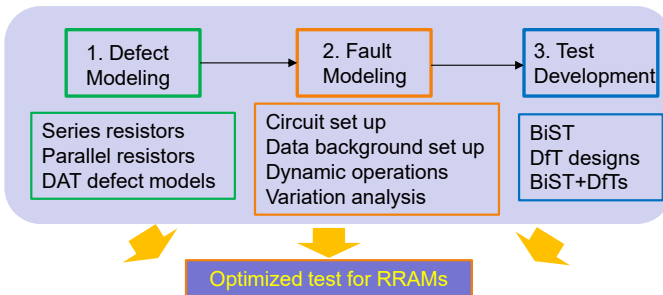 1. Defect
Modeling
2. Fault
Modeling
3. Test
Development
Series resistors
Parallel resistors
DAT defect models
Circuit set up
Data background set up
Dynamic operations
Variation analysis
BiST
DfT designs
BiST+DfTs
Optimized test for RRAMs